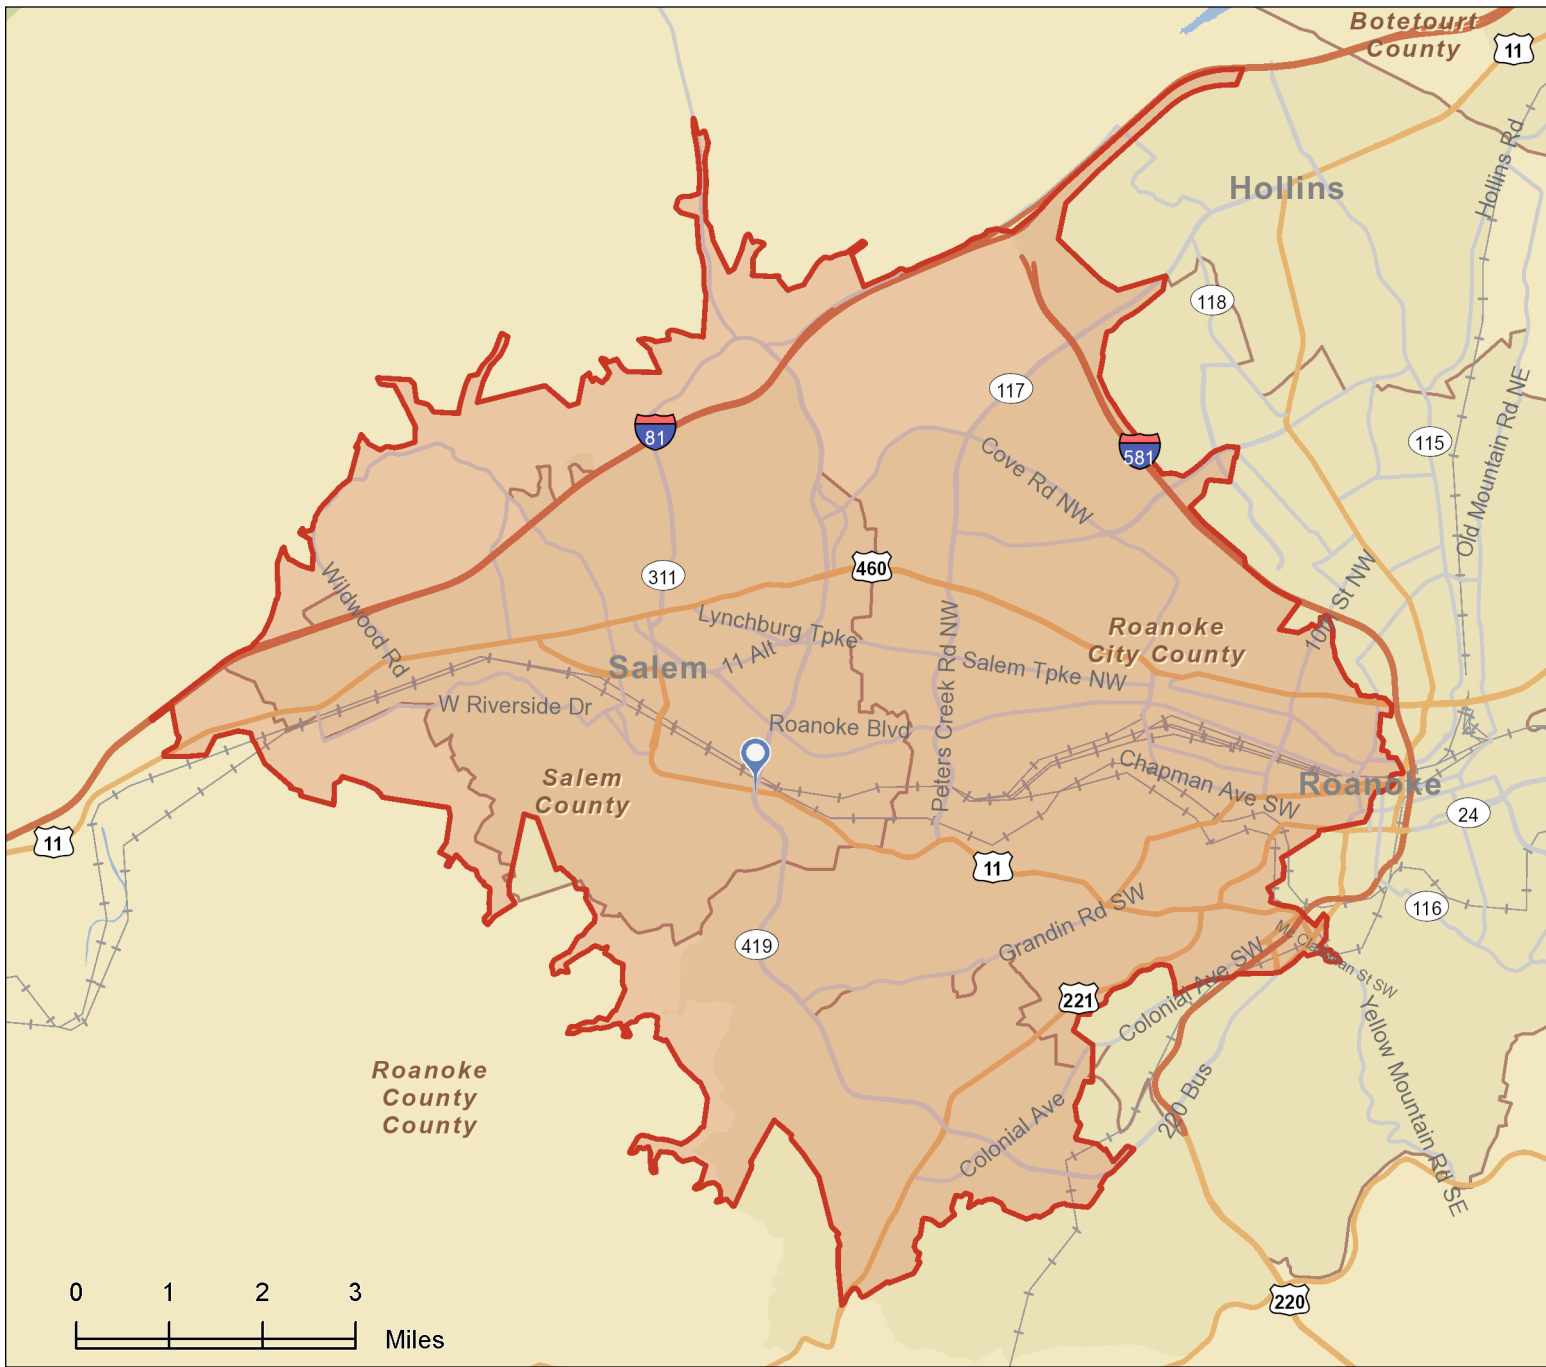 Botetourt
County
11
Hollins Rd
Hollins
118
117
115
Old Mountain Rd NE
81
581
Cove Rd NW
460
311
Wildwood Rd
Lynchburg Tpke
11 Alt
Salem
Peters Creek Rd NW
Roanoke
City County
10th St NW
Salem Tpke NW
W Riverside Dr
Roanoke Blvd
Salem
County
Chapman Ave SW
Roanoke
24
11
11
116
Grandin Rd SW
419
221
Colonial Ave SW
Yellow Mountain Rd SE
Roanoke
County
County
Colonial Ave
220 Bus
220
0 1 2 3
Miles